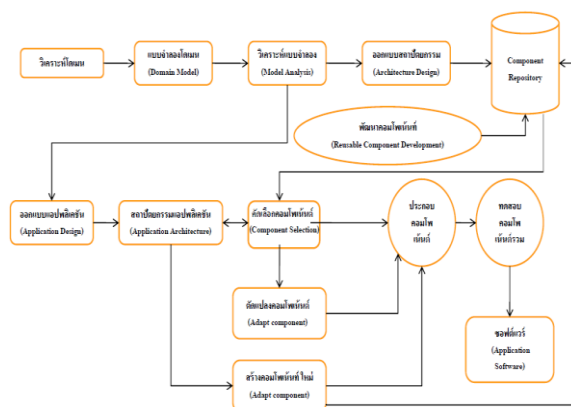 วิเคราะห์โดเมน
แบบจำลองโดเมน
(Domain Model)
วิเคราะห์แบบจำลอง
(Model Analysis)
ออกแบบสถาปัตยกรรม
(Architecture Design)
Component
Repository
พัฒนาคอมโพเน้นท์
(Reusable Component Development)
ออกแบบแอปพลิเคชัน
(Application Design)
สถาปัตยกรรมแอปพลิเคชัน
(Application Architecture)
คัดเลือกคอมโพเน้นต์
(Component Selection)
ประกอบ
คอมโพ
เน้นต์
ทดสอบ
คอมโพ
เน้นต์รวม
ดัดแปลงคอมโพเน้นต์
(Adapt component)
ซอฟต์แวร์
(Application
Software)
สร้างคอมโพเน้นท์ ใหม่
(Adapt component)